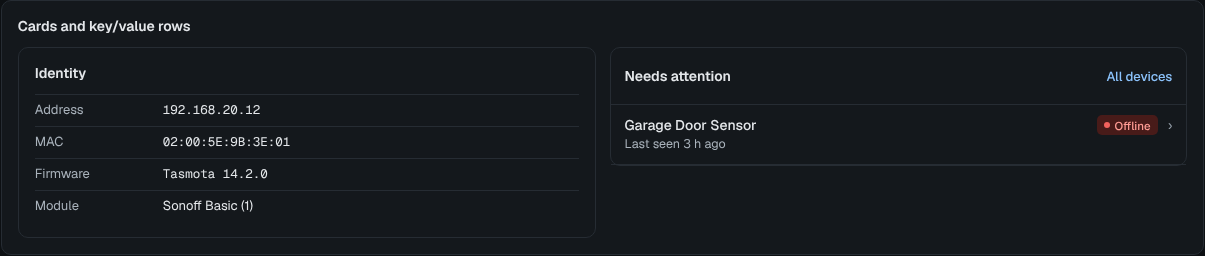 Cards and key/value rows
Identity
Address 192.168.20.12
MAC 02:00:5E:9B:3E:01
Firmware Tasmota 14.2.0
Module Sonoff Basic (1)
Needs attention All devices
Garage Door Sensor Offline ›
Last seen 3 h ago